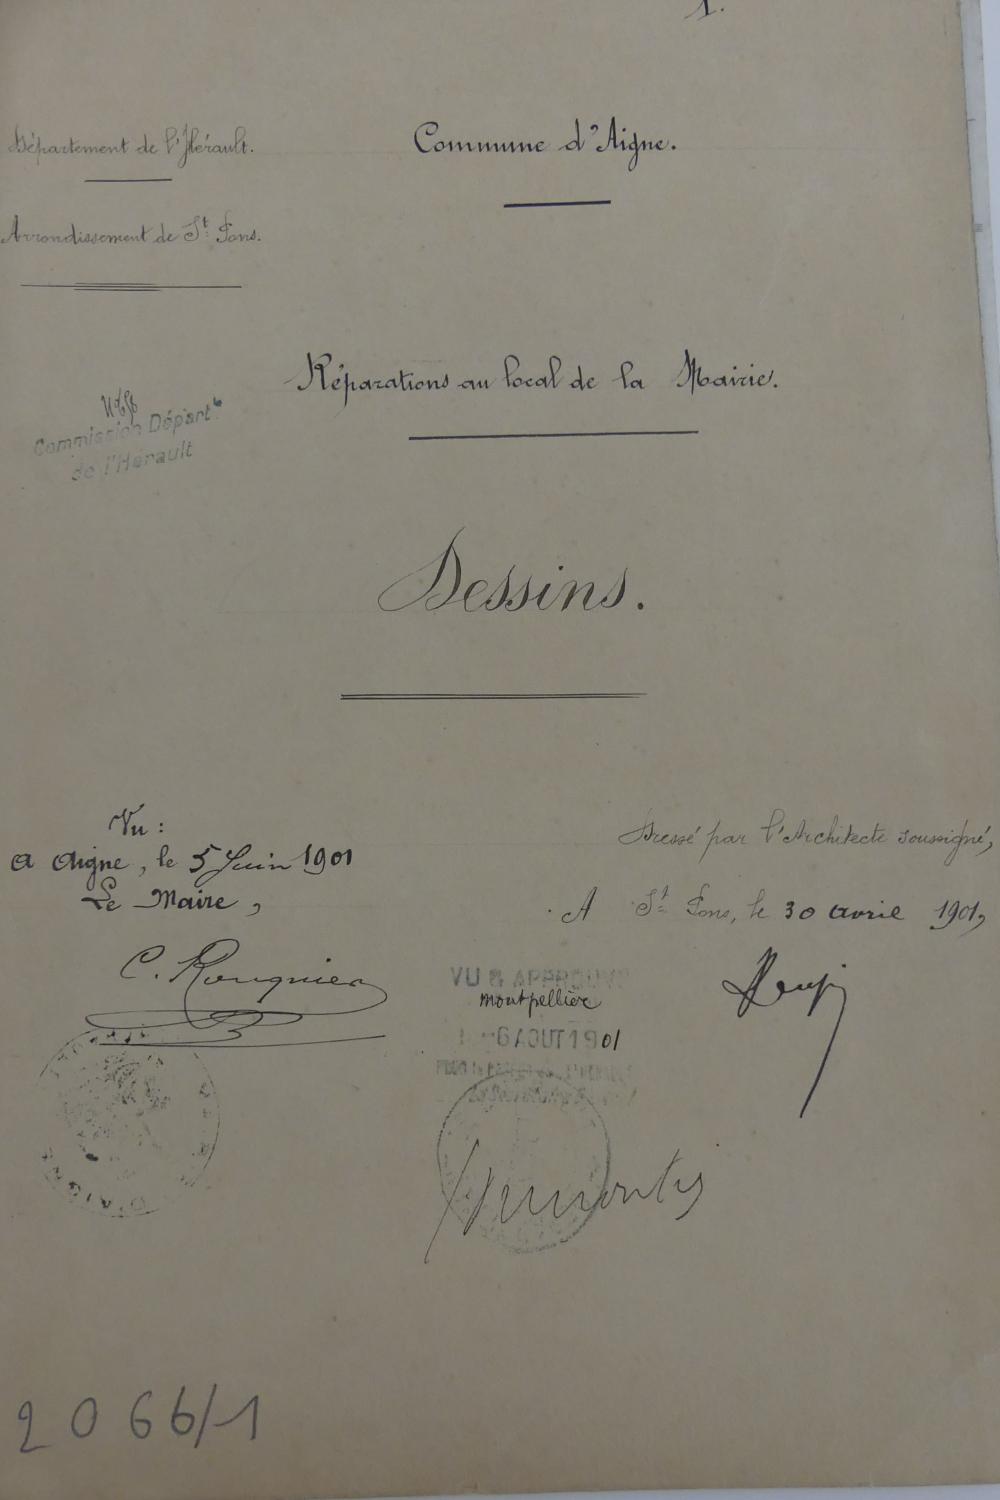 1.
Département de l'Hérault.
Commune d'Aigne.
Arrondissement de St. Pons.
Réparations au local de la Mairie.
Commission Départle
de l'Hérault
Dessins.
Vu :
a Aigne, le 5 Juin 1901
Le Maire,
C. Rouquier
Dressé par l'Architecte soussigné,
A St. Pons, le 30 avril 1901,
VU & APPROUVÉ
Montpellier
6 AOUT 1901
D'AIGNE
2066/1